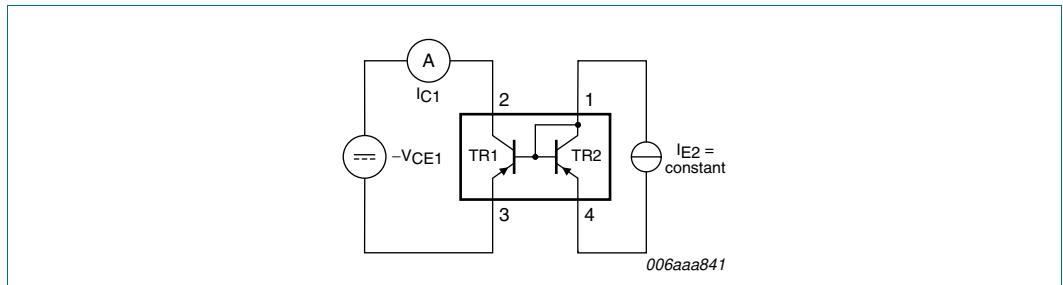 A
IC1
2
1
–VCE1
TR1
TR2
IE2 =
constant
3
4
006aaa841